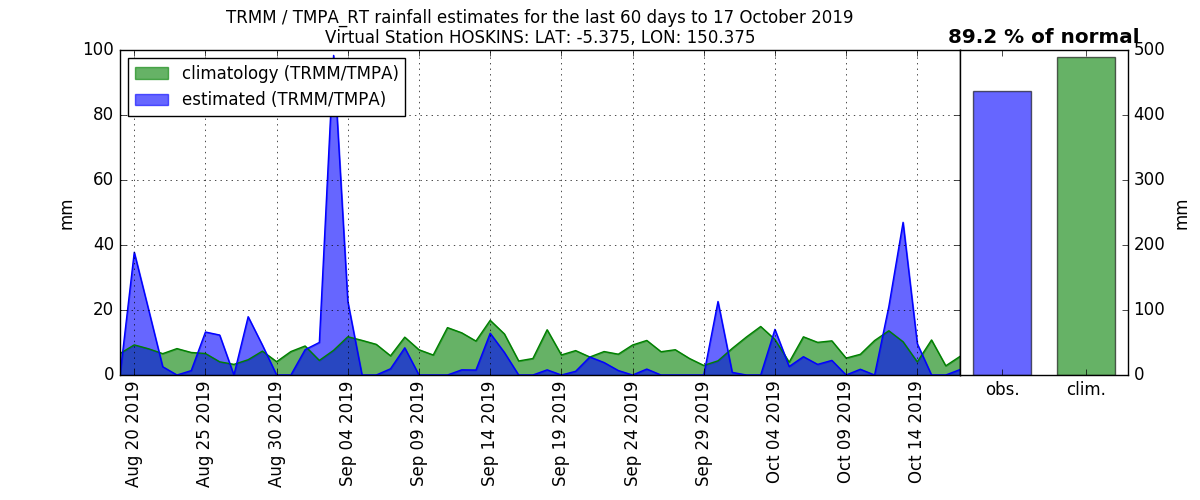 TRMM / TMPA_RT rainfall estimates for the last 60 days to 17 October 2019
Virtual Station HOSKINS: LAT: -5.375, LON: 150.375
89.2 % of normal
climatology (TRMM/TMPA)
estimated (TRMM/TMPA)
mm
100
80
60
40
20
0
Aug 20 2019
Aug 25 2019
Aug 30 2019
Sep 04 2019
Sep 09 2019
Sep 14 2019
Sep 19 2019
Sep 24 2019
Sep 29 2019
Oct 04 2019
Oct 09 2019
Oct 14 2019
obs.
clim.
500
400
300
200
100
0
mm